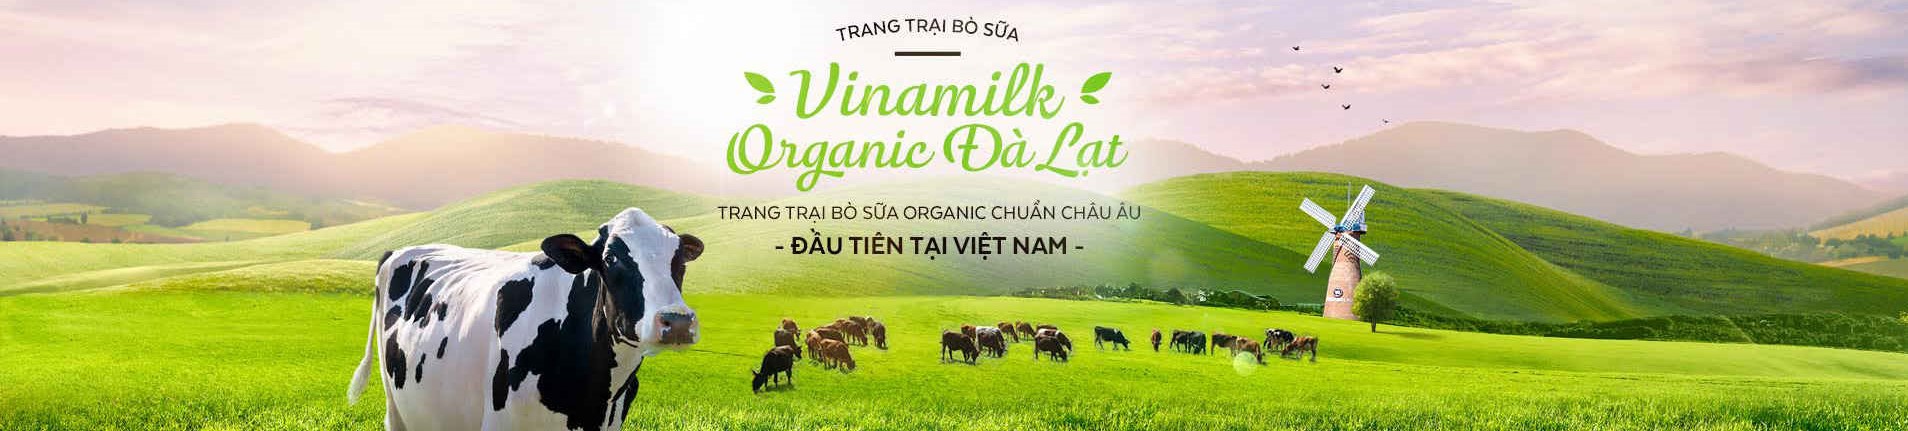 TRANG TRẠI BÒ SỮA
Vinamilk
Organic Đà Lạt
TRANG TRẠI BÒ SỮA ORGANIC CHUẨN CHÂU ÂU
- ĐẦU TIÊN TẠI VIỆT NAM -